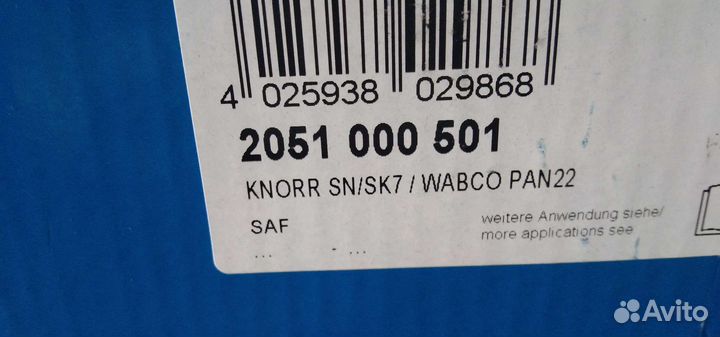 4 025938 029868
2051 000 501
KNORR SN/SK7 / WABCO PAN22
SAF
weitere Anwendung siehe/
more applications see
... - ...
Avito